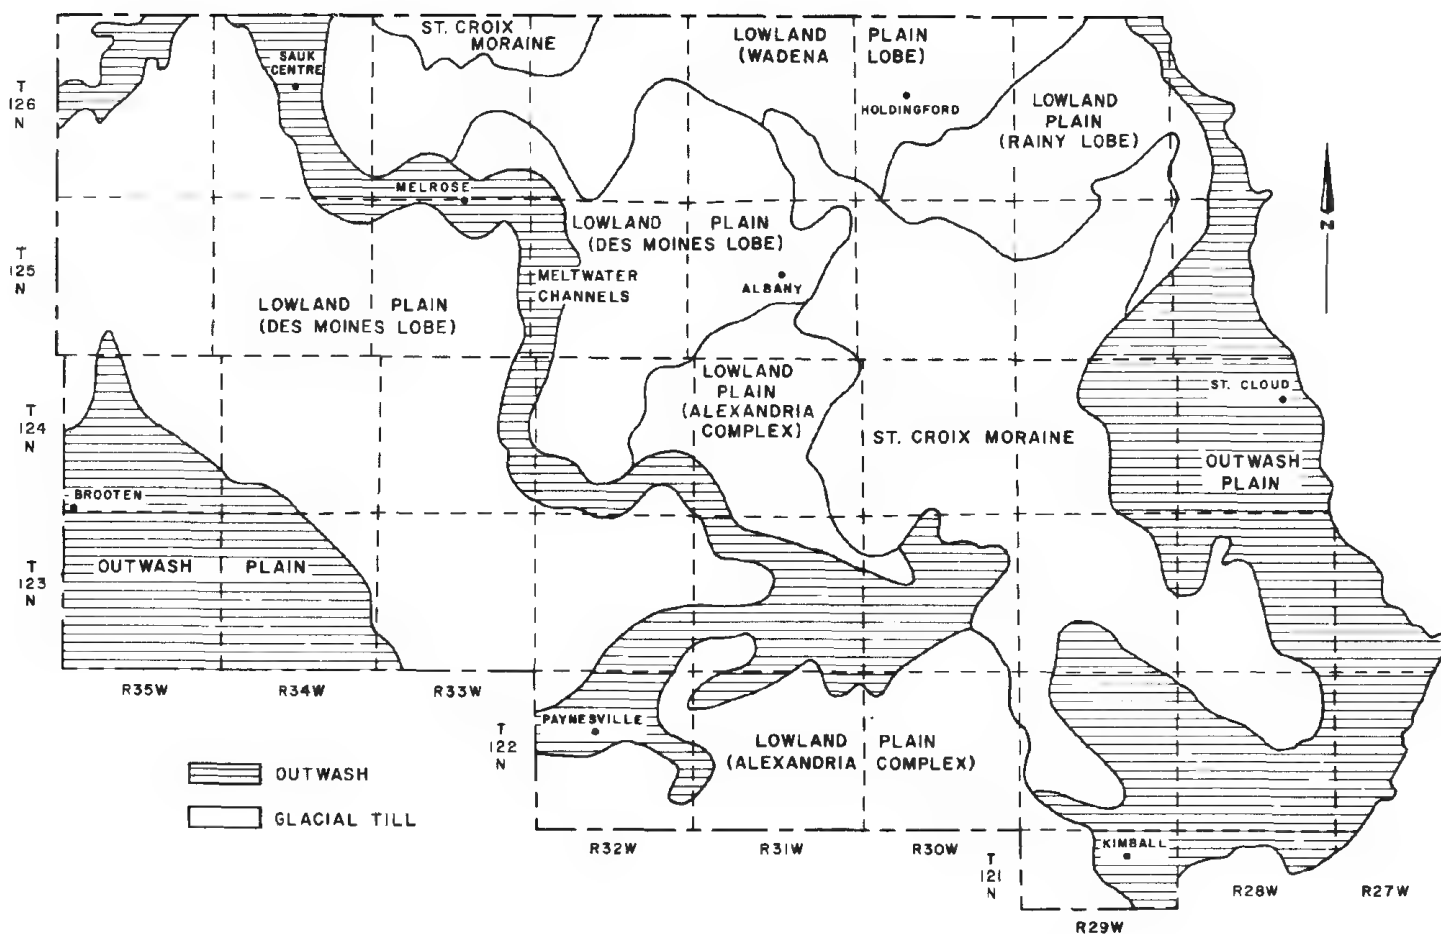 ST. CROIX
MORAINE
LOWLAND PLAIN
(WADENA LOBE)
SAUK
CENTRE
T
126
N
HOLDINGFORD
LOWLAND
PLAIN
(RAINY LOBE)
MELROSE
N
LOWLAND PLAIN
(DES MOINES LOBE)
T
125
N
MELTWATER
CHANNELS
ALBANY
LOWLAND PLAIN
(DES MOINES LOBE)
LOWLAND
PLAIN
(ALEXANDRIA
COMPLEX)
ST. CLOUD
T
124
N
ST. CROIX MORAINE
OUTWASH
PLAIN
BROOTEN
OUTWASH PLAIN
T
123
N
R35W
R34W
R33W
PAYNESVILLE
T
122
N
LOWLAND PLAIN
(ALEXANDRIA COMPLEX)
OUTWASH
GLACIAL TILL
KIMBALL
R32W
R31W
R30W
T
121
N
R28W
R27W
R29W